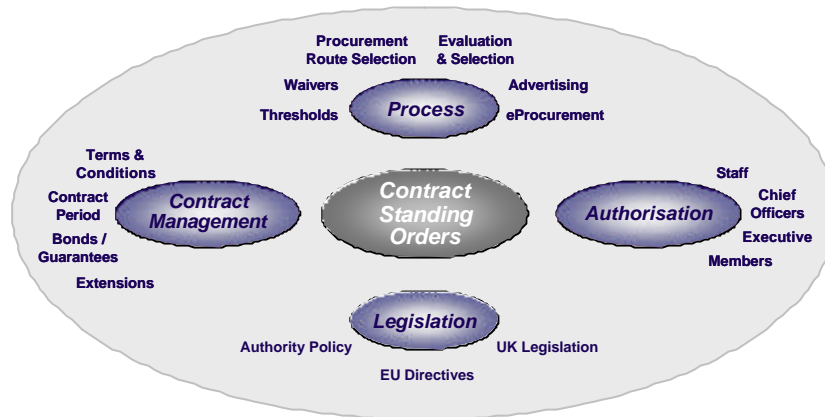 Procurement
Route Selection
Evaluation
& Selection
Waivers
Advertising
Process
Thresholds
eProcurement
Terms &
Conditions
Contract
Period
Bonds /
Guarantees
Extensions
Contract
Management
Contract
Standing
Orders
Authorisation
Staff
Chief
Officers
Executive
Members
Legislation
Authority Policy
UK Legislation
EU Directives